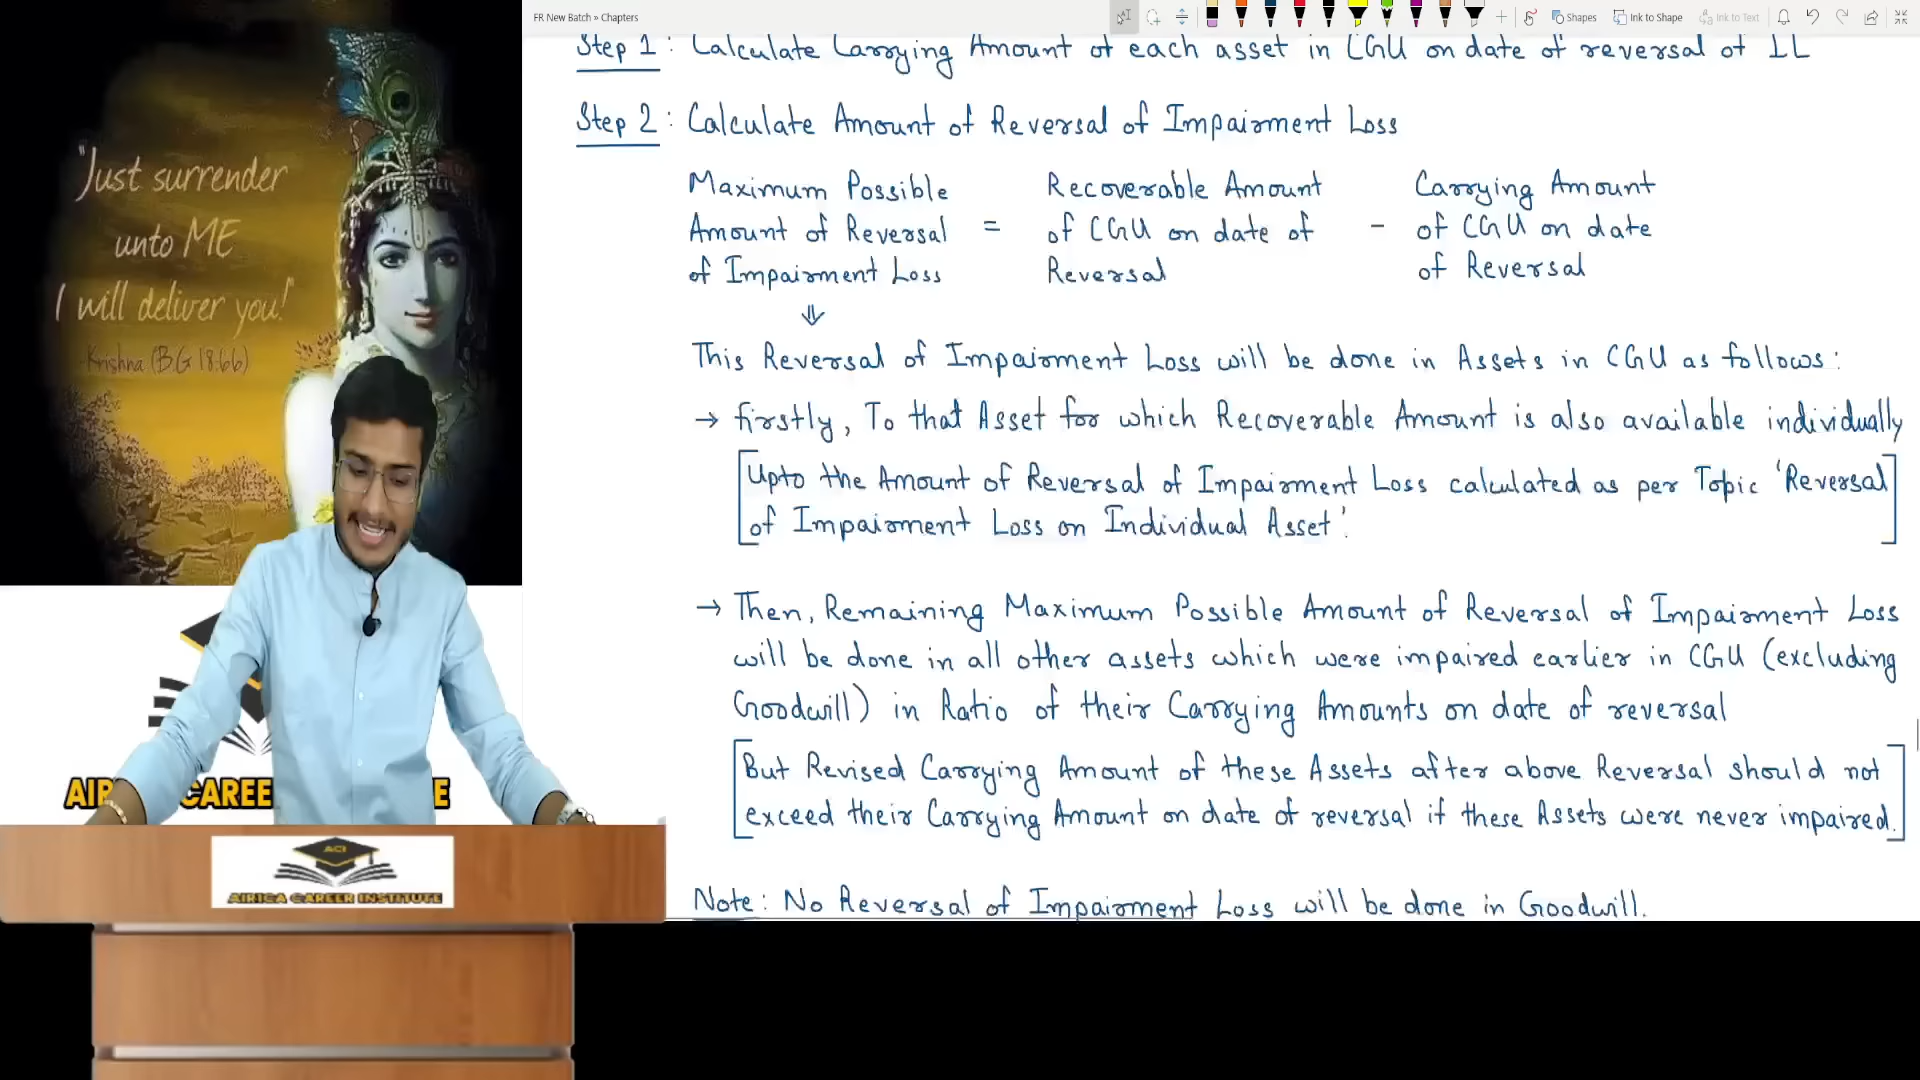 FR New Batch » Chapters
Shapes
Ink to Shape
Ink to Text
Step 1 : Calculate Carrying Amount of each asset in CGU on date of reversal of IL
Step 2 : Calculate Amount of Reversal of Impairment Loss
Maximum Possible Amount of Reversal of Impairment Loss = Recoverable Amount of CGU on date of Reversal - Carrying Amount of CGU on date of Reversal
⇓
This Reversal of Impairment Loss will be done in Assets in CGU as follows:
→ firstly, To that Asset for which Recoverable Amount is also available individually
[Upto the Amount of Reversal of Impairment Loss calculated as per Topic 'Reversal
of Impairment Loss on Individual Asset'.]
→ Then, Remaining Maximum Possible Amount of Reversal of Impairment Loss
will be done in all other assets which were impaired earlier in CGU (excluding
Goodwill) in Ratio of their Carrying Amounts on date of reversal
[But Revised Carrying Amount of these Assets after above Reversal should not
exceed their Carrying Amount on date of reversal if these Assets were never impaired.]
Note: No Reversal of Impairment Loss will be done in Goodwill.
"Just surrender
unto ME
I will deliver you!"
-Krishna (B.G 18:66)
CAREE
ACI
AIRICA CAREER INSTITUTE